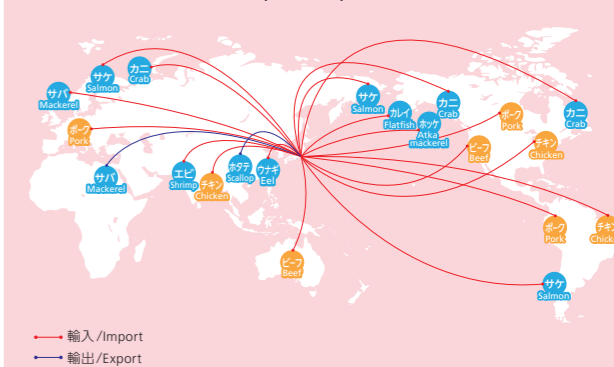 サケ
Salmon
カニ
Crab
サバ
Mackerel
ポーク
Pork
サバ
Mackerel
エビ
Shrimp
チキン
Chicken
ホタテ
Scallop
ウナギ
Eel
サケ
Salmon
カレイ
Flatfish
カニ
Crab
ホッケ
Atka
mackerel
ポーク
Pork
カニ
Crab
ビーフ
Beef
チキン
Chicken
ビーフ
Beef
ポーク
Pork
チキン
Chicken
サケ
Salmon
輸入/Import
輸出/Export